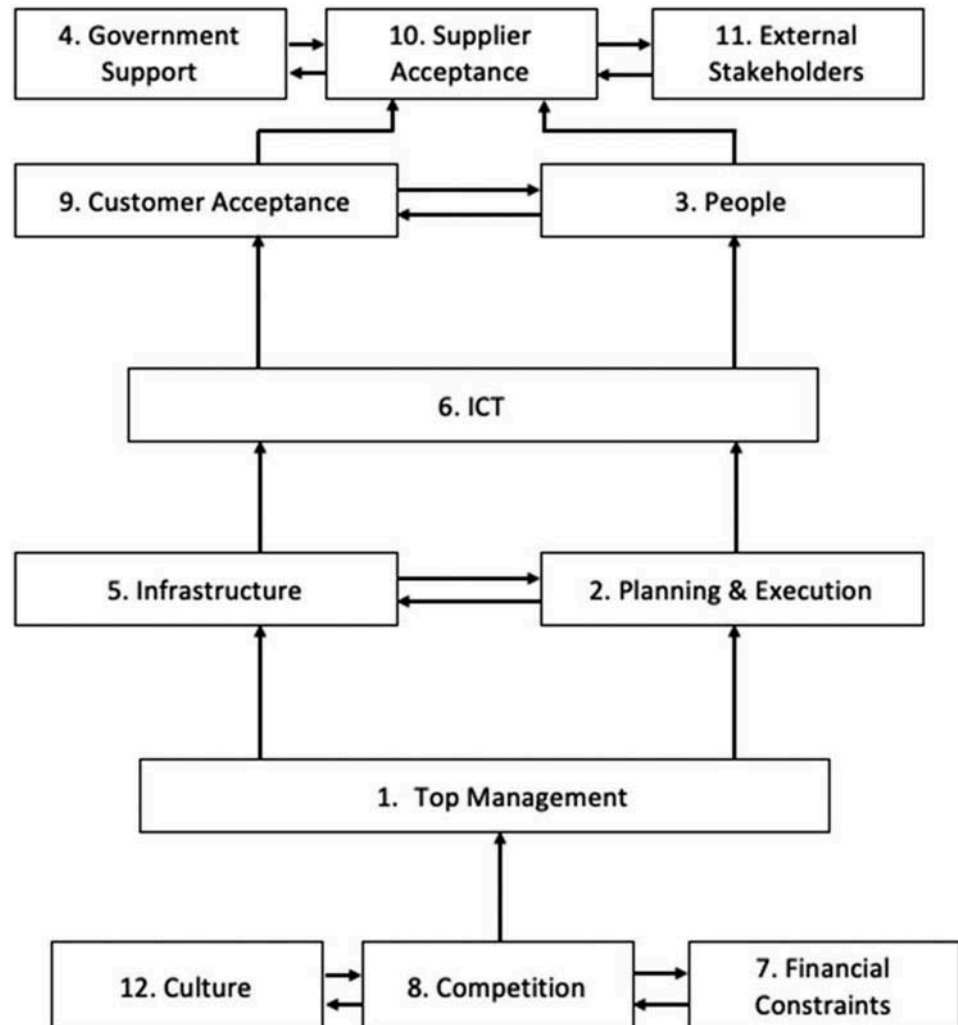 4. Government
Support
10. Supplier
Acceptance
11. External
Stakeholders
9. Customer Acceptance
3. People
6. ICT
5. Infrastructure
2. Planning & Execution
1. Top Management
12. Culture
8. Competition
7. Financial
Constraints